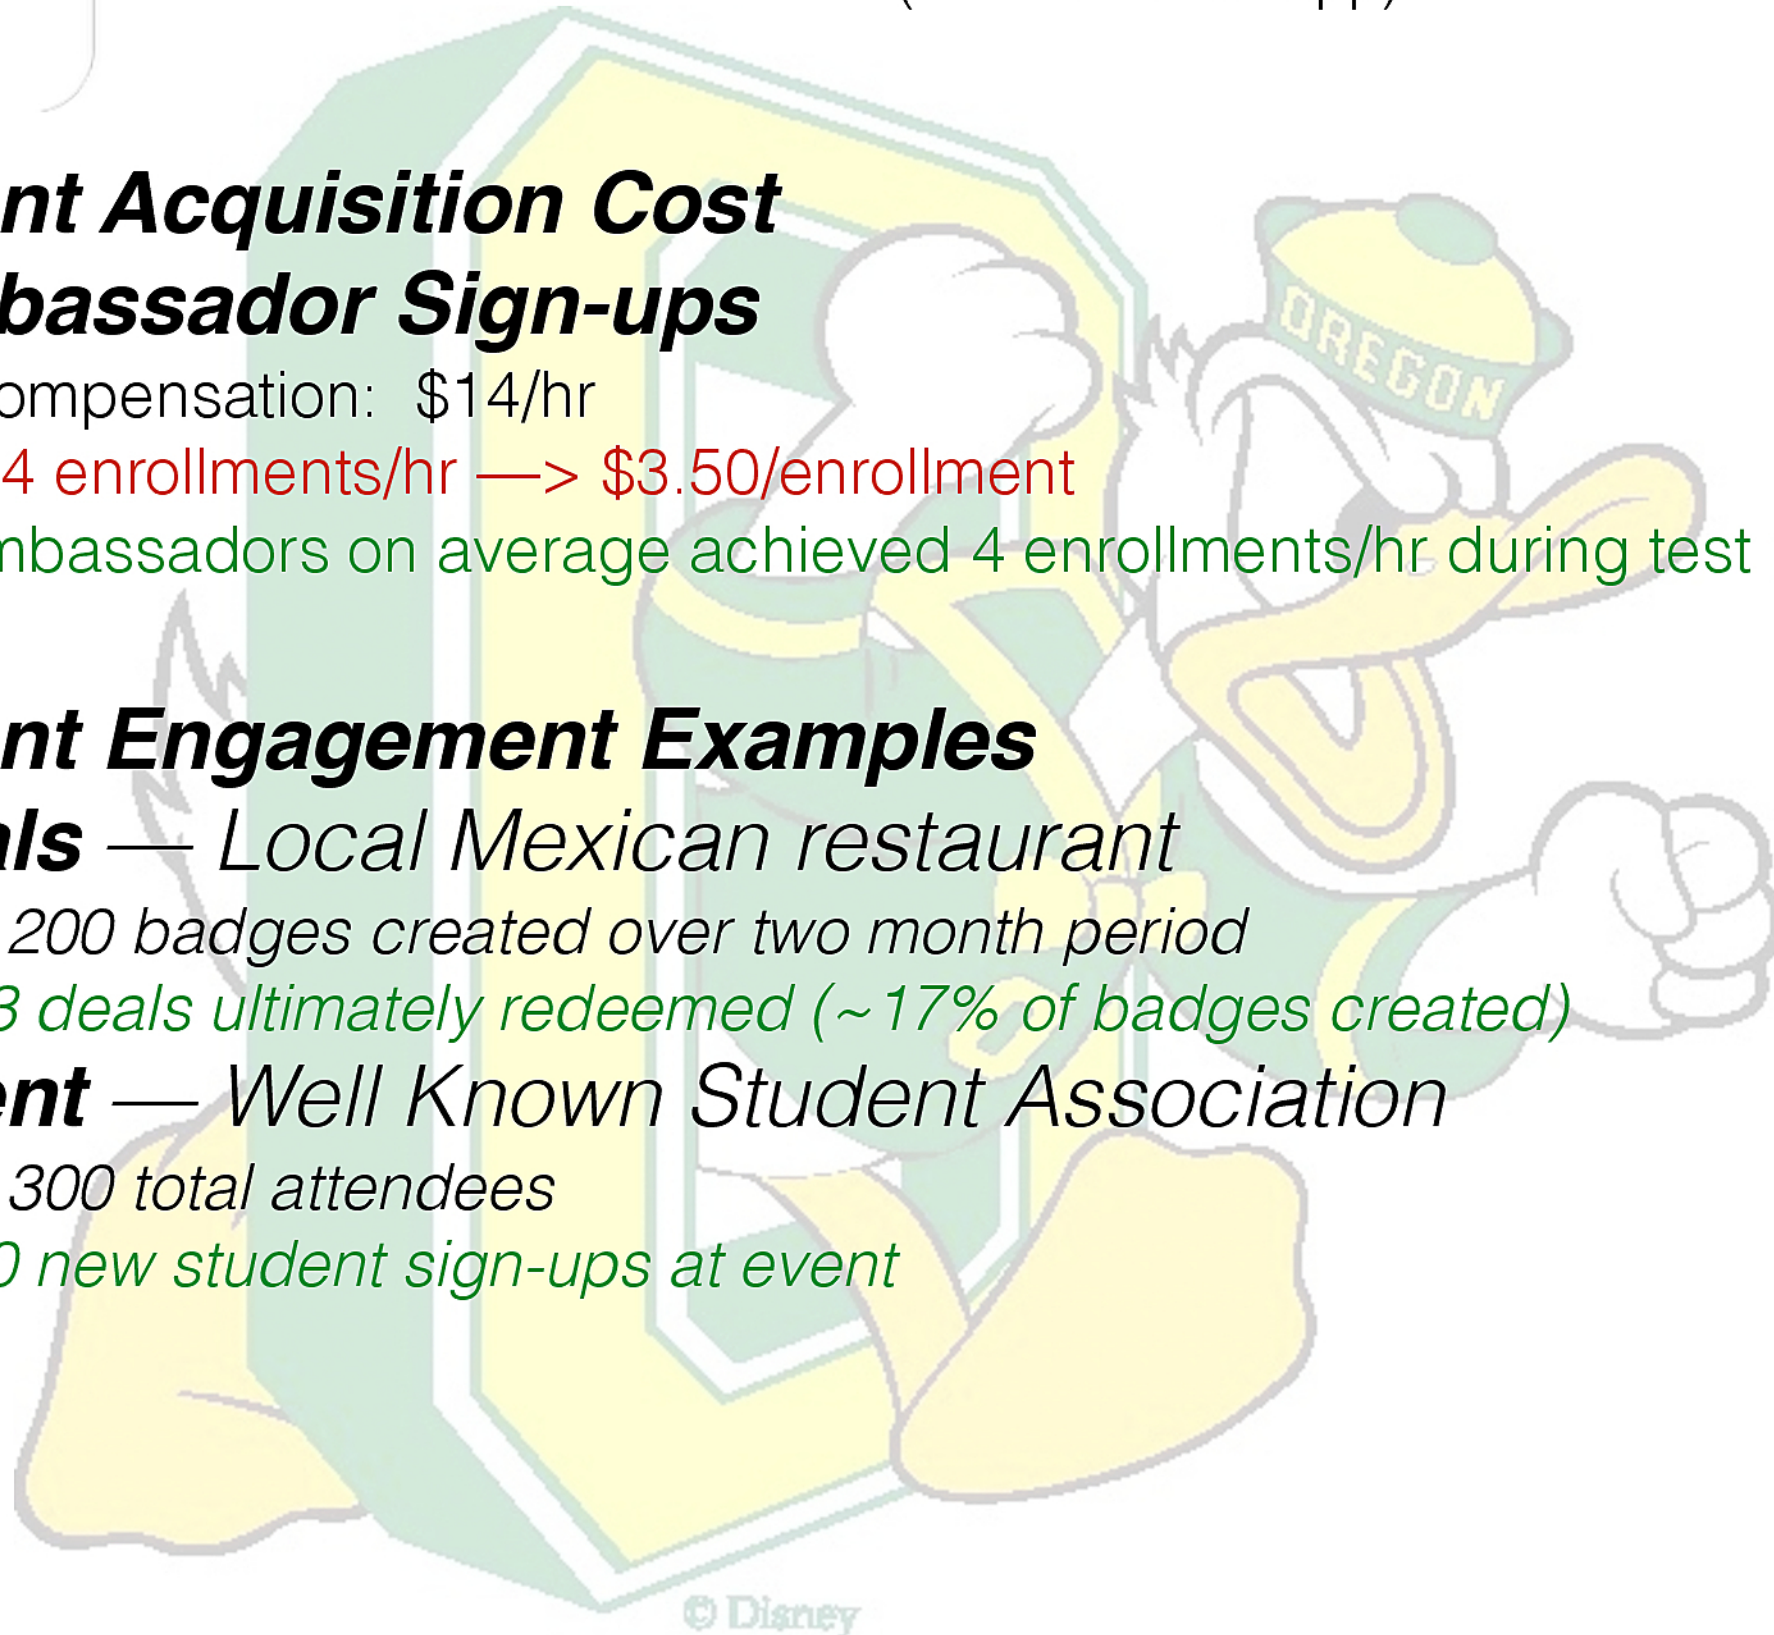 nt Acquisition Cost
bassador Sign-ups
ompensation: $14/hr
4 enrollments/hr —> $3.50/enrollment
mbassadors on average achieved 4 enrollments/hr during test
nt Engagement Examples
als — Local Mexican restaurant
200 badges created over two month period
3 deals ultimately redeemed (~17% of badges created)
ent — Well Known Student Association
300 total attendees
0 new student sign-ups at event
OREGON
© Disney